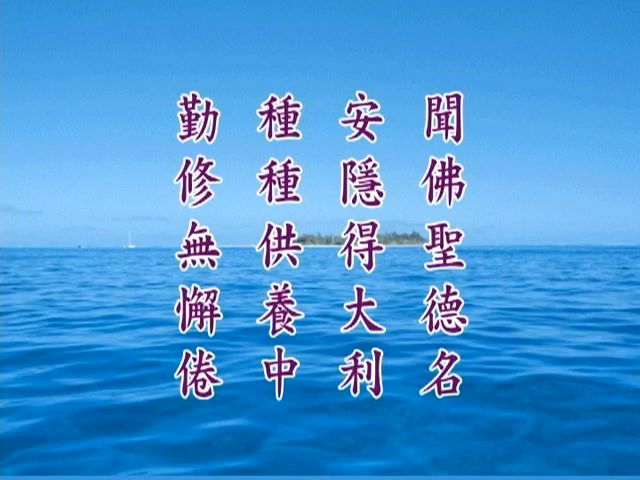 聞佛聖德名
安隱得大利
種種供養中
勤修無懈倦